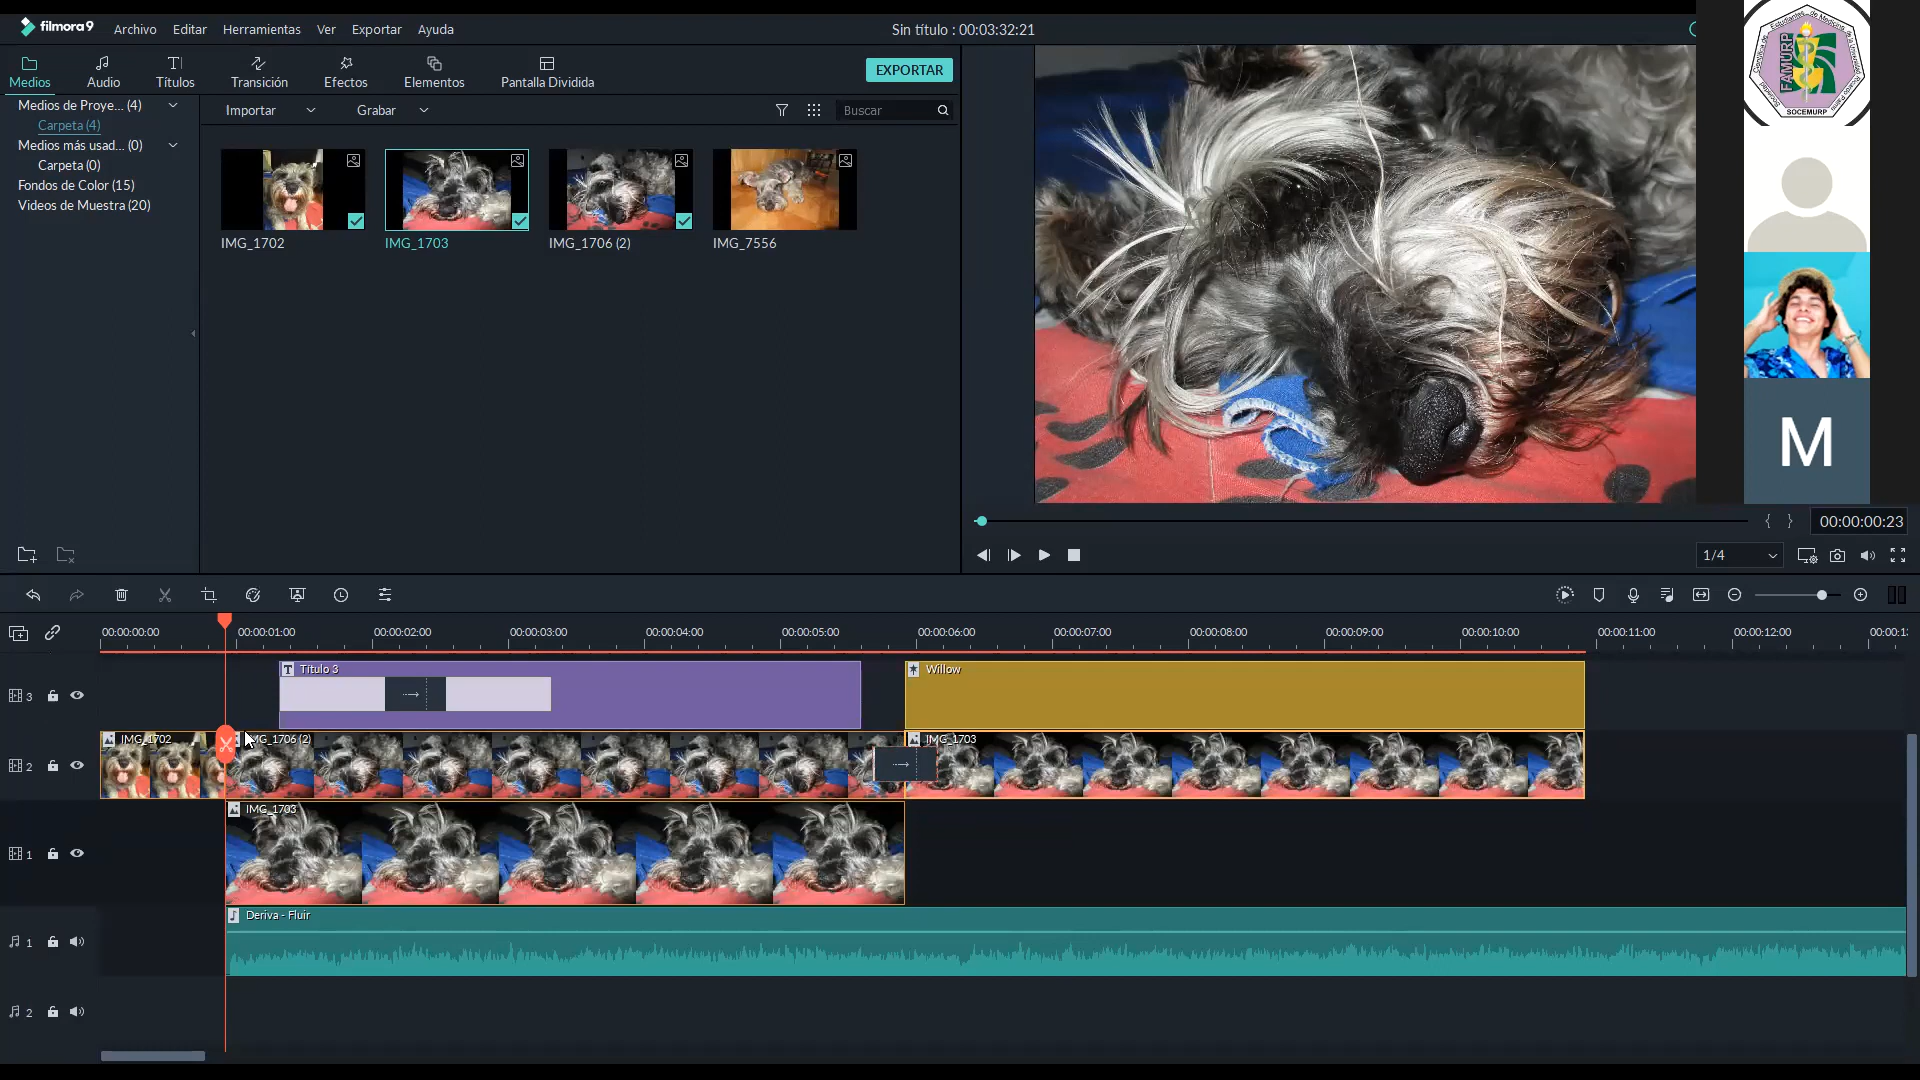 filmora9 Archivo Editar Herramientas Ver Exportar Ayuda Sin título : 00:03:32:21
Medios Audio Títulos Transición Efectos Elementos Pantalla Dividida EXPORTAR
Medios de Proye... (4) Importar Grabar Buscar
Carpeta (4)
Medios más usad... (0)
Carpeta (0)
Fondos de Color (15)
Videos de Muestra (20)
IMG_1702 IMG_1703 IMG_1706 (2) IMG_7556
FAMURP
SOCEMURP
M
{ } 00:00:00:23
1/4
00:00:00:00 00:00:01:00 00:00:02:00 00:00:03:00 00:00:04:00 00:00:05:00 00:00:06:00 00:00:07:00 00:00:08:00 00:00:09:00 00:00:10:00 00:00:11:00 00:00:12:00
3 T Título 3 Willow
2 IMG_1702 IMG_1706 (2) IMG_1703
1 IMG_1703
1 Deriva - Fluir
2